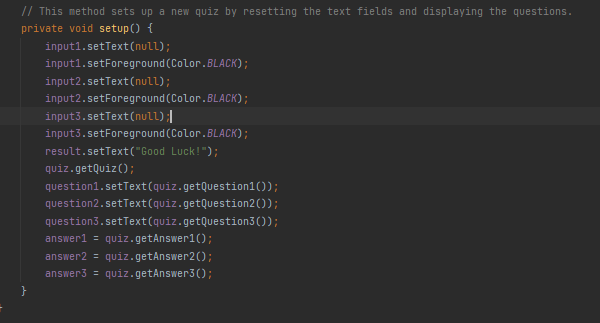 // This method sets up a new quiz by resetting the text fields and displaying the questions.
private void setup() {
    input1.setText(null);
    input1.setForeground(Color.BLACK);
    input2.setText(null);
    input2.setForeground(Color.BLACK);
    input3.setText(null);
    input3.setForeground(Color.BLACK);
    result.setText("Good Luck!");
    quiz.getQuiz();
    question1.setText(quiz.getQuestion1());
    question2.setText(quiz.getQuestion2());
    question3.setText(quiz.getQuestion3());
    answer1 = quiz.getAnswer1();
    answer2 = quiz.getAnswer2();
    answer3 = quiz.getAnswer3();
}
}